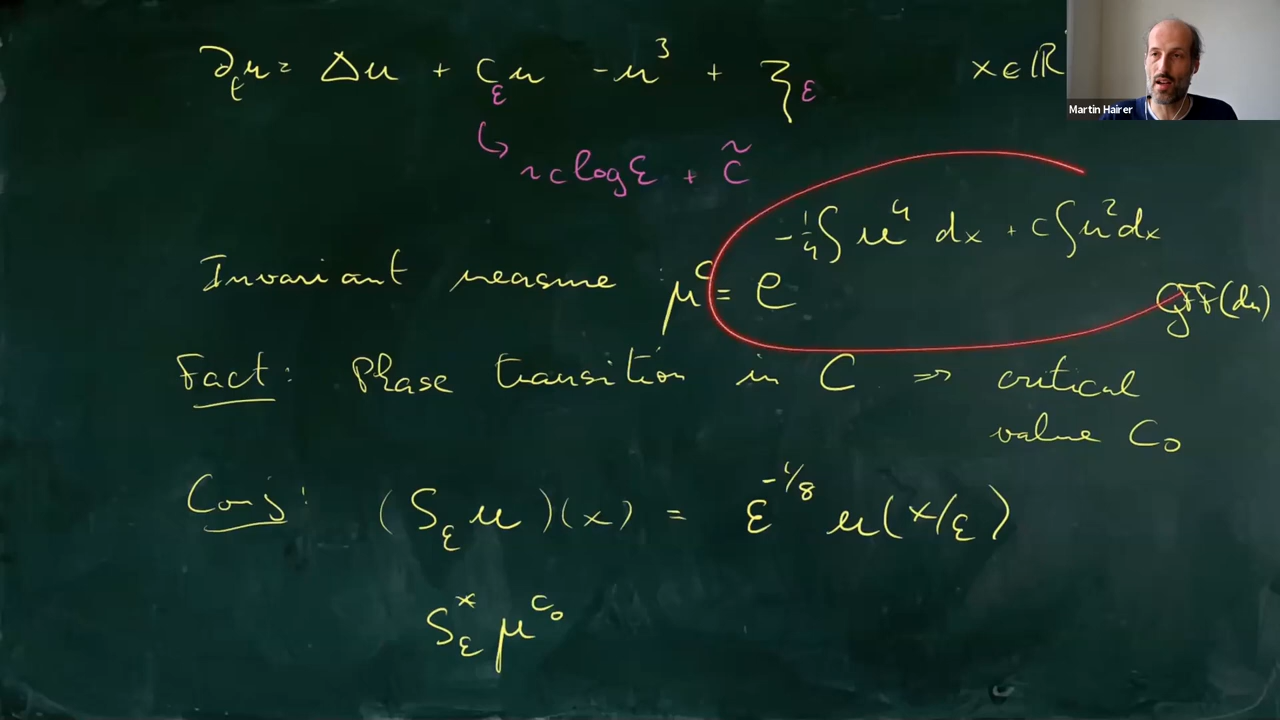 ∂ₜu = Δu + C_ε u - u³ + ξ_ε    x ∈ ℝ
Martin Hairer
↳ ~ c log ε + c̃
Invariant measure μ^C = e^{-¼∫u⁴ dx + C∫u² dx} GFF(du)
Fact: Phase transition in C ⇒ critical
value C₀
Conj: (S_ε u)(x) = ε^{-1/8} u(x/ε)
S_ε^* μ^{C₀}